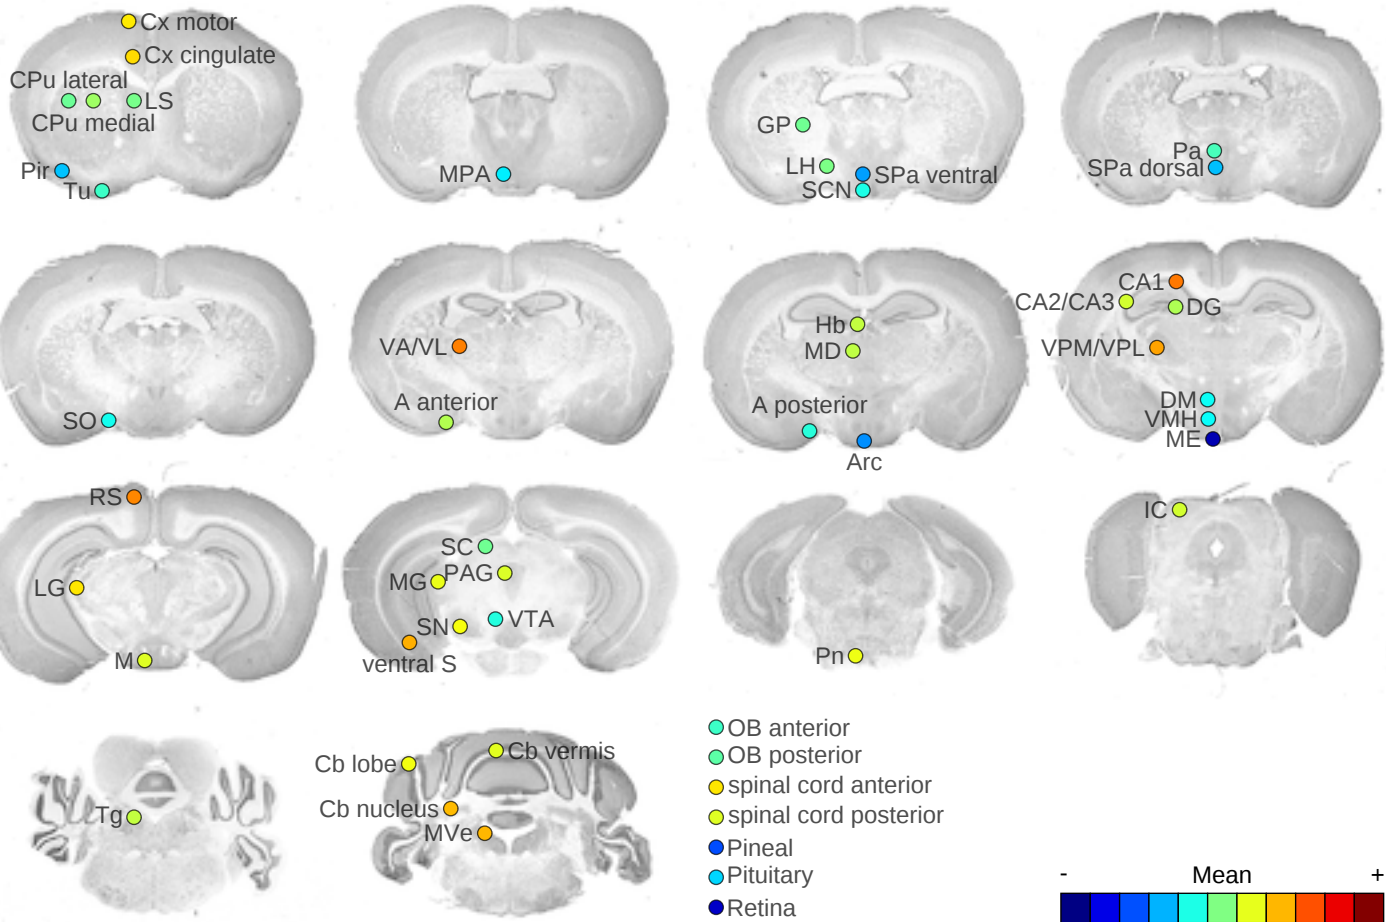 Cx motor
Cx cingulate
CPu lateral
LS
CPu medial
Pir
Tu
MPA
GP
LH
SPa ventral
SCN
Pa
SPa dorsal
SO
VA/VL
A anterior
Hb
MD
A posterior
Arc
CA1
CA2/CA3
DG
VPM/VPL
DM
VMH
ME
RS
LG
M
SC
MG
PAG
SN
VTA
ventral S
Pn
IC
Tg
Cb lobe
Cb vermis
Cb nucleus
MVe
OB anterior
OB posterior
spinal cord anterior
spinal cord posterior
Pineal
Pituitary
Retina
- Mean +